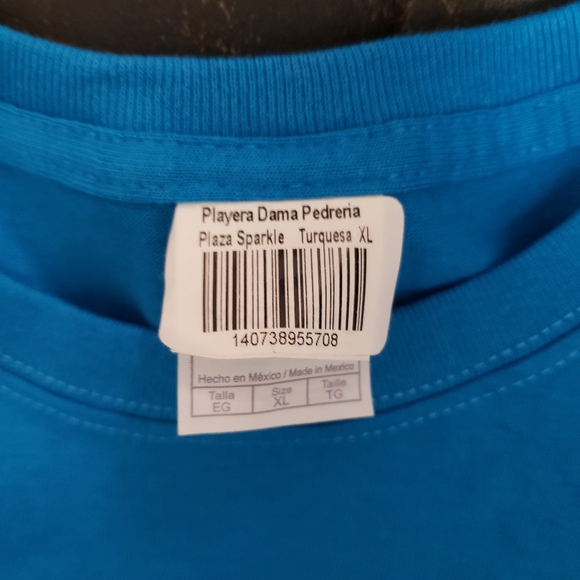 Playera Dama Pedreria
Plaza Sparkle Turquesa XL
140738955708
Hecho en México / Made in Mexico
Talla Size Taille
EG XL TG